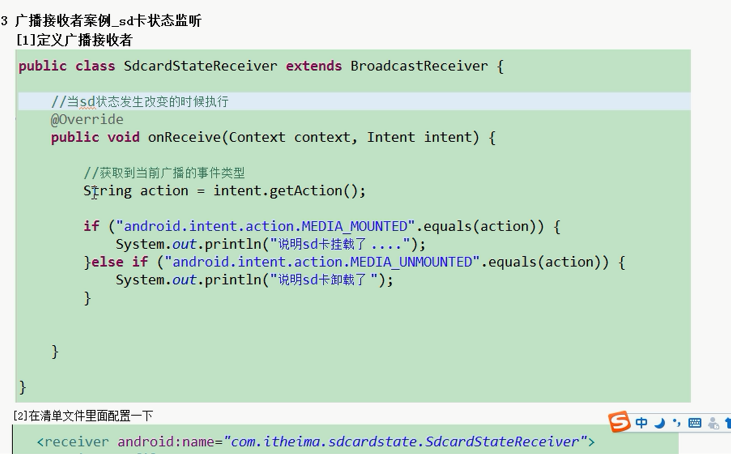 3 广播接收者案例_sd卡状态监听
[1]定义广播接收者
public class SdcardStateReceiver extends BroadcastReceiver {
//当sd状态发生改变的时候执行
@Override
public void onReceive(Context context, Intent intent) {
//获取到当前广播的事件类型
String action = intent.getAction();
if ("android.intent.action.MEDIA_MOUNTED".equals(action)) {
System.out.println("说明sd卡挂载了 ....");
}else if ("android.intent.action.MEDIA_UNMOUNTED".equals(action)) {
System.out.println("说明sd卡卸载了 ");
}
}
}
[2]在清单文件里面配置一下
S 中
<receiver android:name="com.itheima.sdcardstate.SdcardStateReceiver">